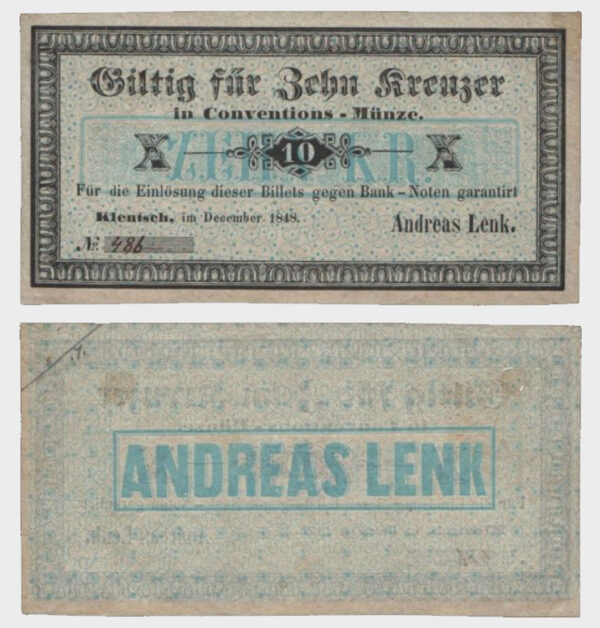 Giltig für Zehn Kreuzer
in Conventions - Münze.
ZEHN KR.
X 10 X
Für die Einlösung dieser Billets gegen Bank - Noten garantirt
Klentsch, im December 1848.
Andreas Lenk.
№ 486
ANDREAS LENK